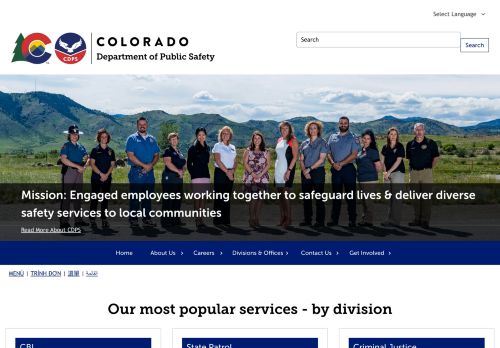 Select Language
COLORADO
Department of Public Safety
CDPS
Search
Search
Mission: Engaged employees working together to safeguard lives & deliver diverse
safety services to local communities
Read More About CDPS
Home About Us Careers Divisions & Offices Contact Us Get Involved
MENÚ | TRÌNH ĐƠN | 選單 |
Our most popular services - by division
CBI State Patrol Criminal Justice